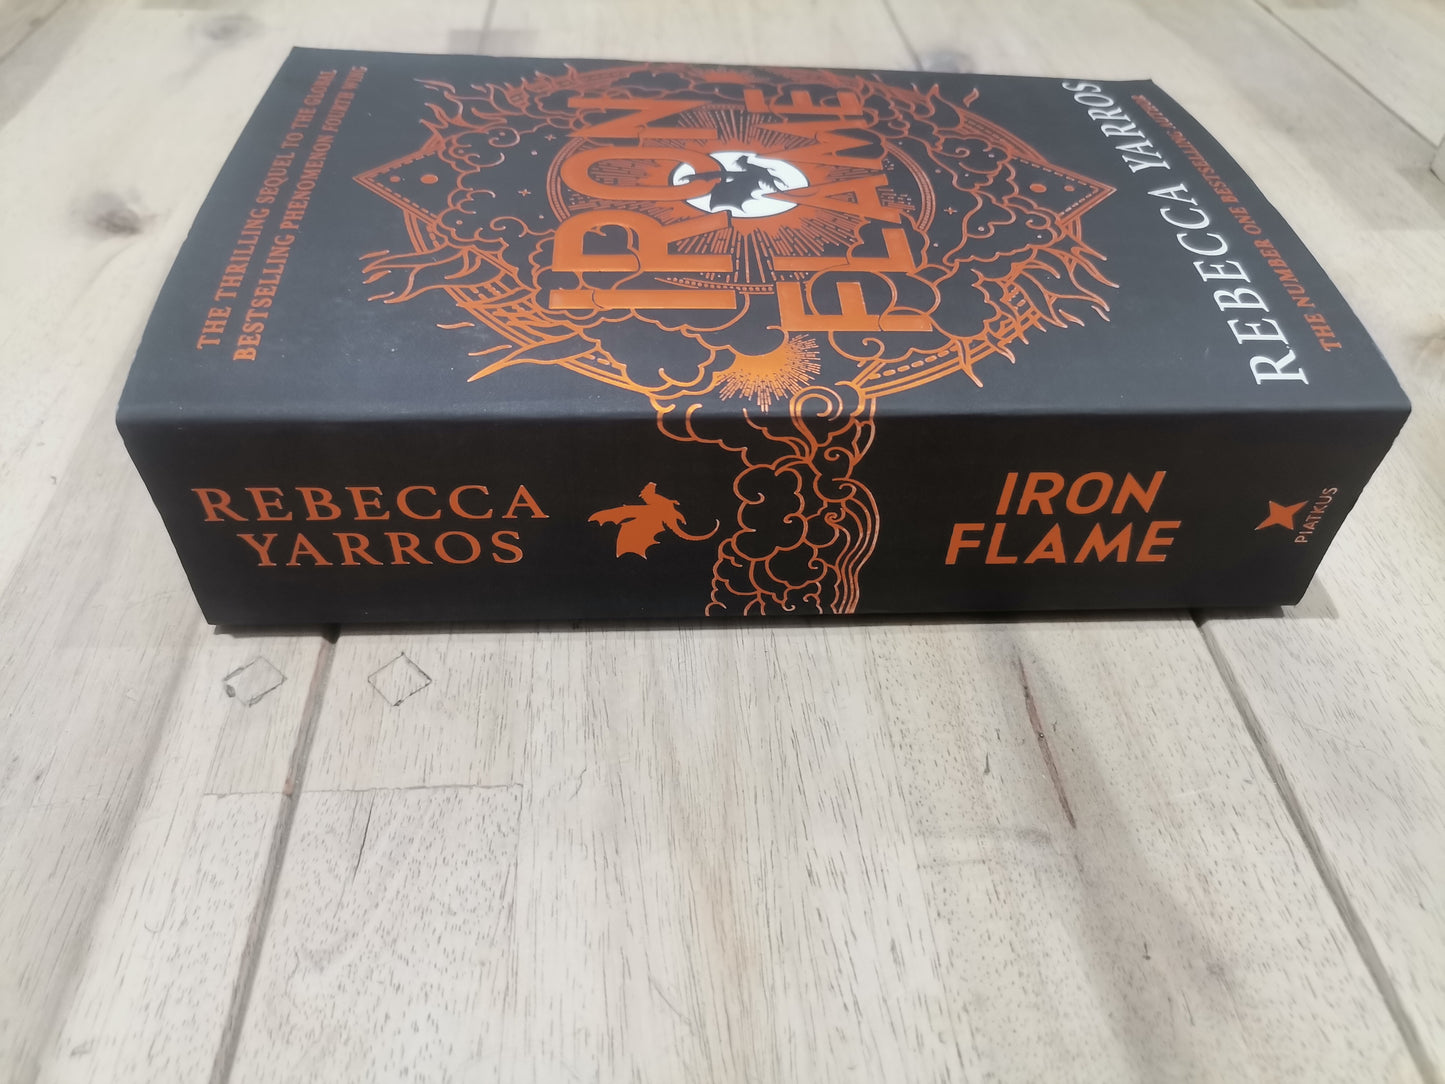 THE THRILLING SEQUEL TO THE GLOBAL
BESTSELLING PHENOMENON FOURTH WING
IRON
FLAME
REBECCA YARROS
THE NUMBER ONE BESTSELLING AUTHOR
REBECCA
YARROS
IRON
FLAME
PIATKUS